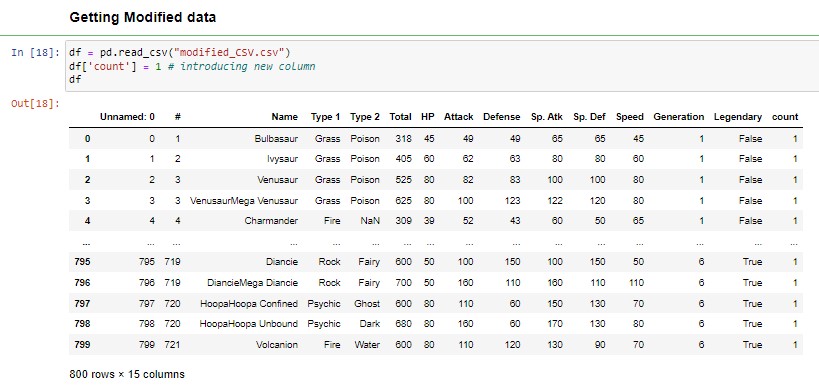 Getting Modified data
In [18]: df = pd.read_csv("modified_CSV.csv")
df['count'] = 1 # introducing new column
df
Out[18]:
Unnamed: 0 # Name Type 1 Type 2 Total HP Attack Defense Sp. Atk Sp. Def Speed Generation Legendary count
0 0 1 Bulbasaur Grass Poison 318 45 49 49 65 65 45 1 False 1
1 1 2 Ivysaur Grass Poison 405 60 62 63 80 80 60 1 False 1
2 2 3 Venusaur Grass Poison 525 80 82 83 100 100 80 1 False 1
3 3 3 VenusaurMega Venusaur Grass Poison 625 80 100 123 122 120 80 1 False 1
4 4 4 Charmander Fire NaN 309 39 52 43 60 50 65 1 False 1
... ... ... ... ... ... ... ... ... ... ... ... ... ... ... ...
795 795 719 Diancie Rock Fairy 600 50 100 150 100 150 50 6 True 1
796 796 719 DiancieMega Diancie Rock Fairy 700 50 160 110 160 110 110 6 True 1
797 797 720 HoopaHoopa Confined Psychic Ghost 600 80 110 60 150 130 70 6 True 1
798 798 720 HoopaHoopa Unbound Psychic Dark 680 80 160 60 170 130 80 6 True 1
799 799 721 Volcanion Fire Water 600 80 110 120 130 90 70 6 True 1
800 rows × 15 columns